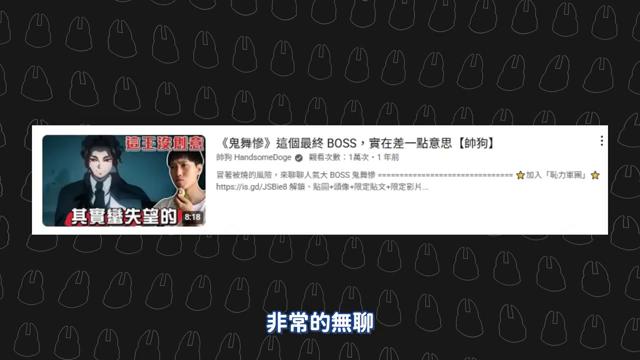 這王沒創意
其實蠻失望的
8:18
《鬼舞慘》這個最終 BOSS，實在差一點意思【帥狗】
帥狗 HandsomeDoge 觀看次數：1萬次・1 年前
冒著被燒的風險，來聊聊人氣大 BOSS 鬼舞慘 ============================== ⭐加入「恥力軍團」⭐
https://is.gd/JSBie8 解鎖、貼圖+頭像+限定貼文+限定影片...
非常的無聊